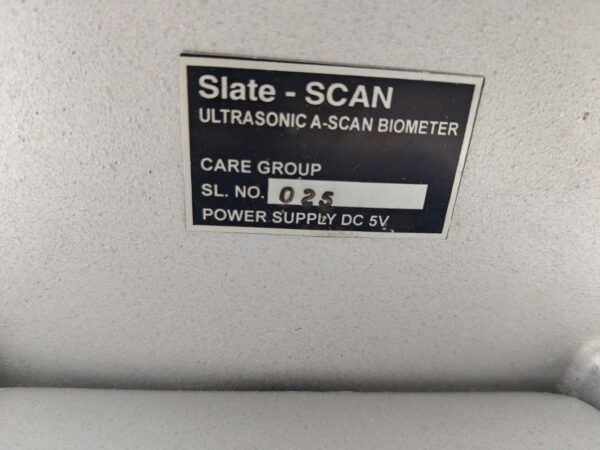 Slate - SCAN
ULTRASONIC A-SCAN BIOMETER
CARE GROUP
SL. NO. 025
POWER SUPPLY DC 5V